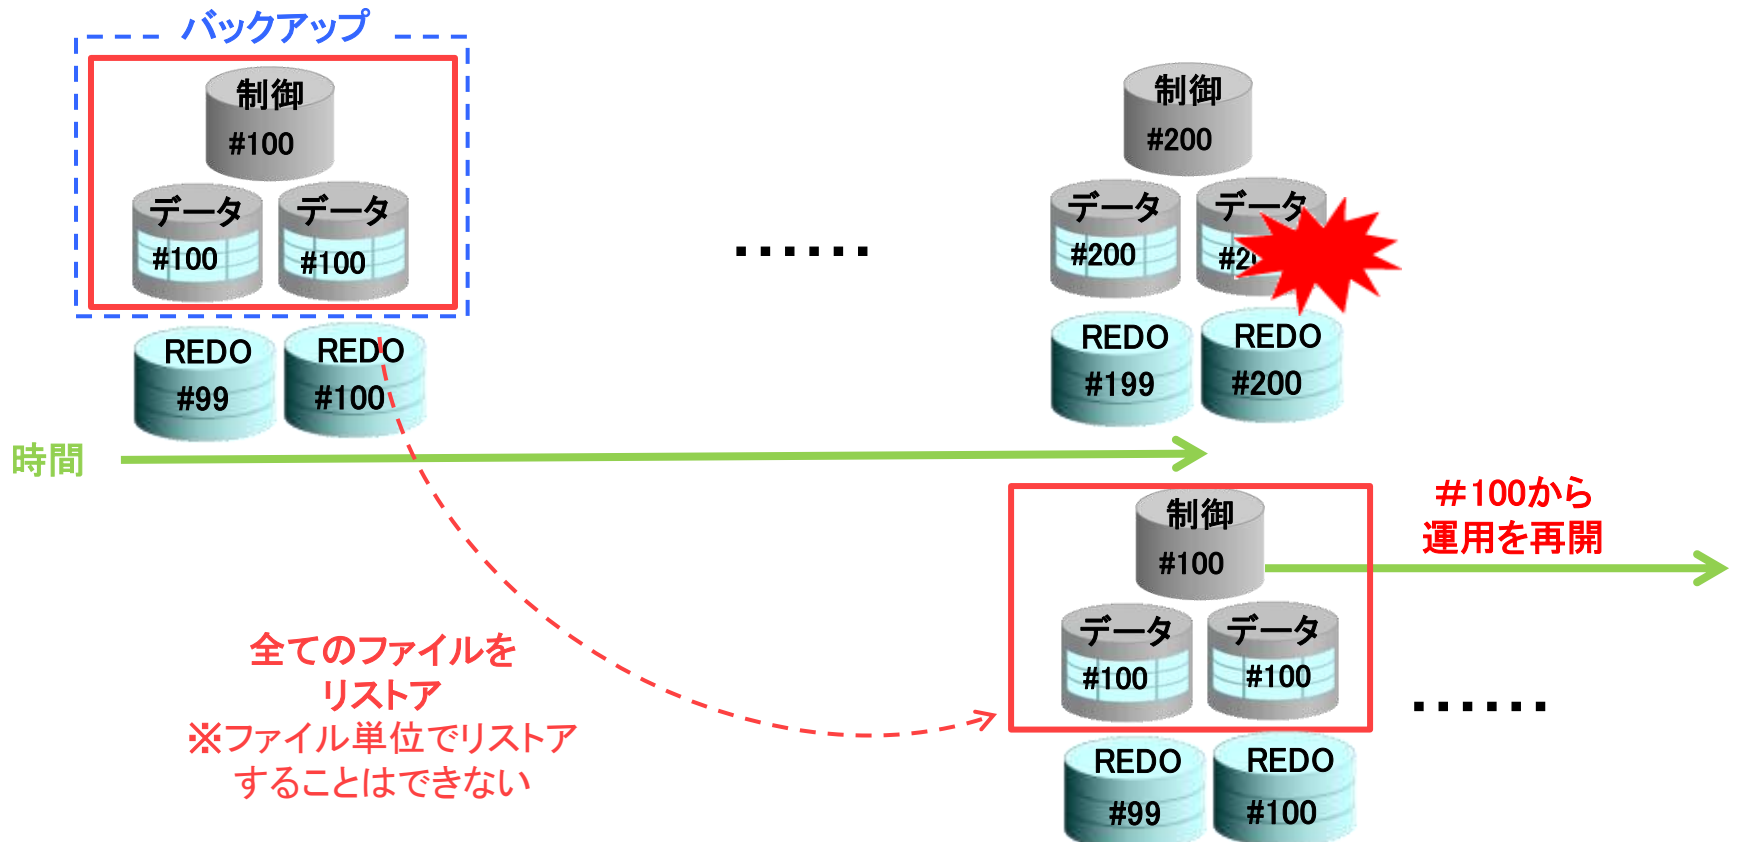 バックアップ
制御
#100
データ
#100
データ
#100
REDO
#99
REDO
#100
……
制御
#200
データ
#200
データ
REDO
#199
REDO
#200
時間
全てのファイルを
リストア
※ファイル単位でリストア
することはできない
制御
#100
データ
#100
データ
#100
REDO
#99
REDO
#100
＃100から
運用を再開
……